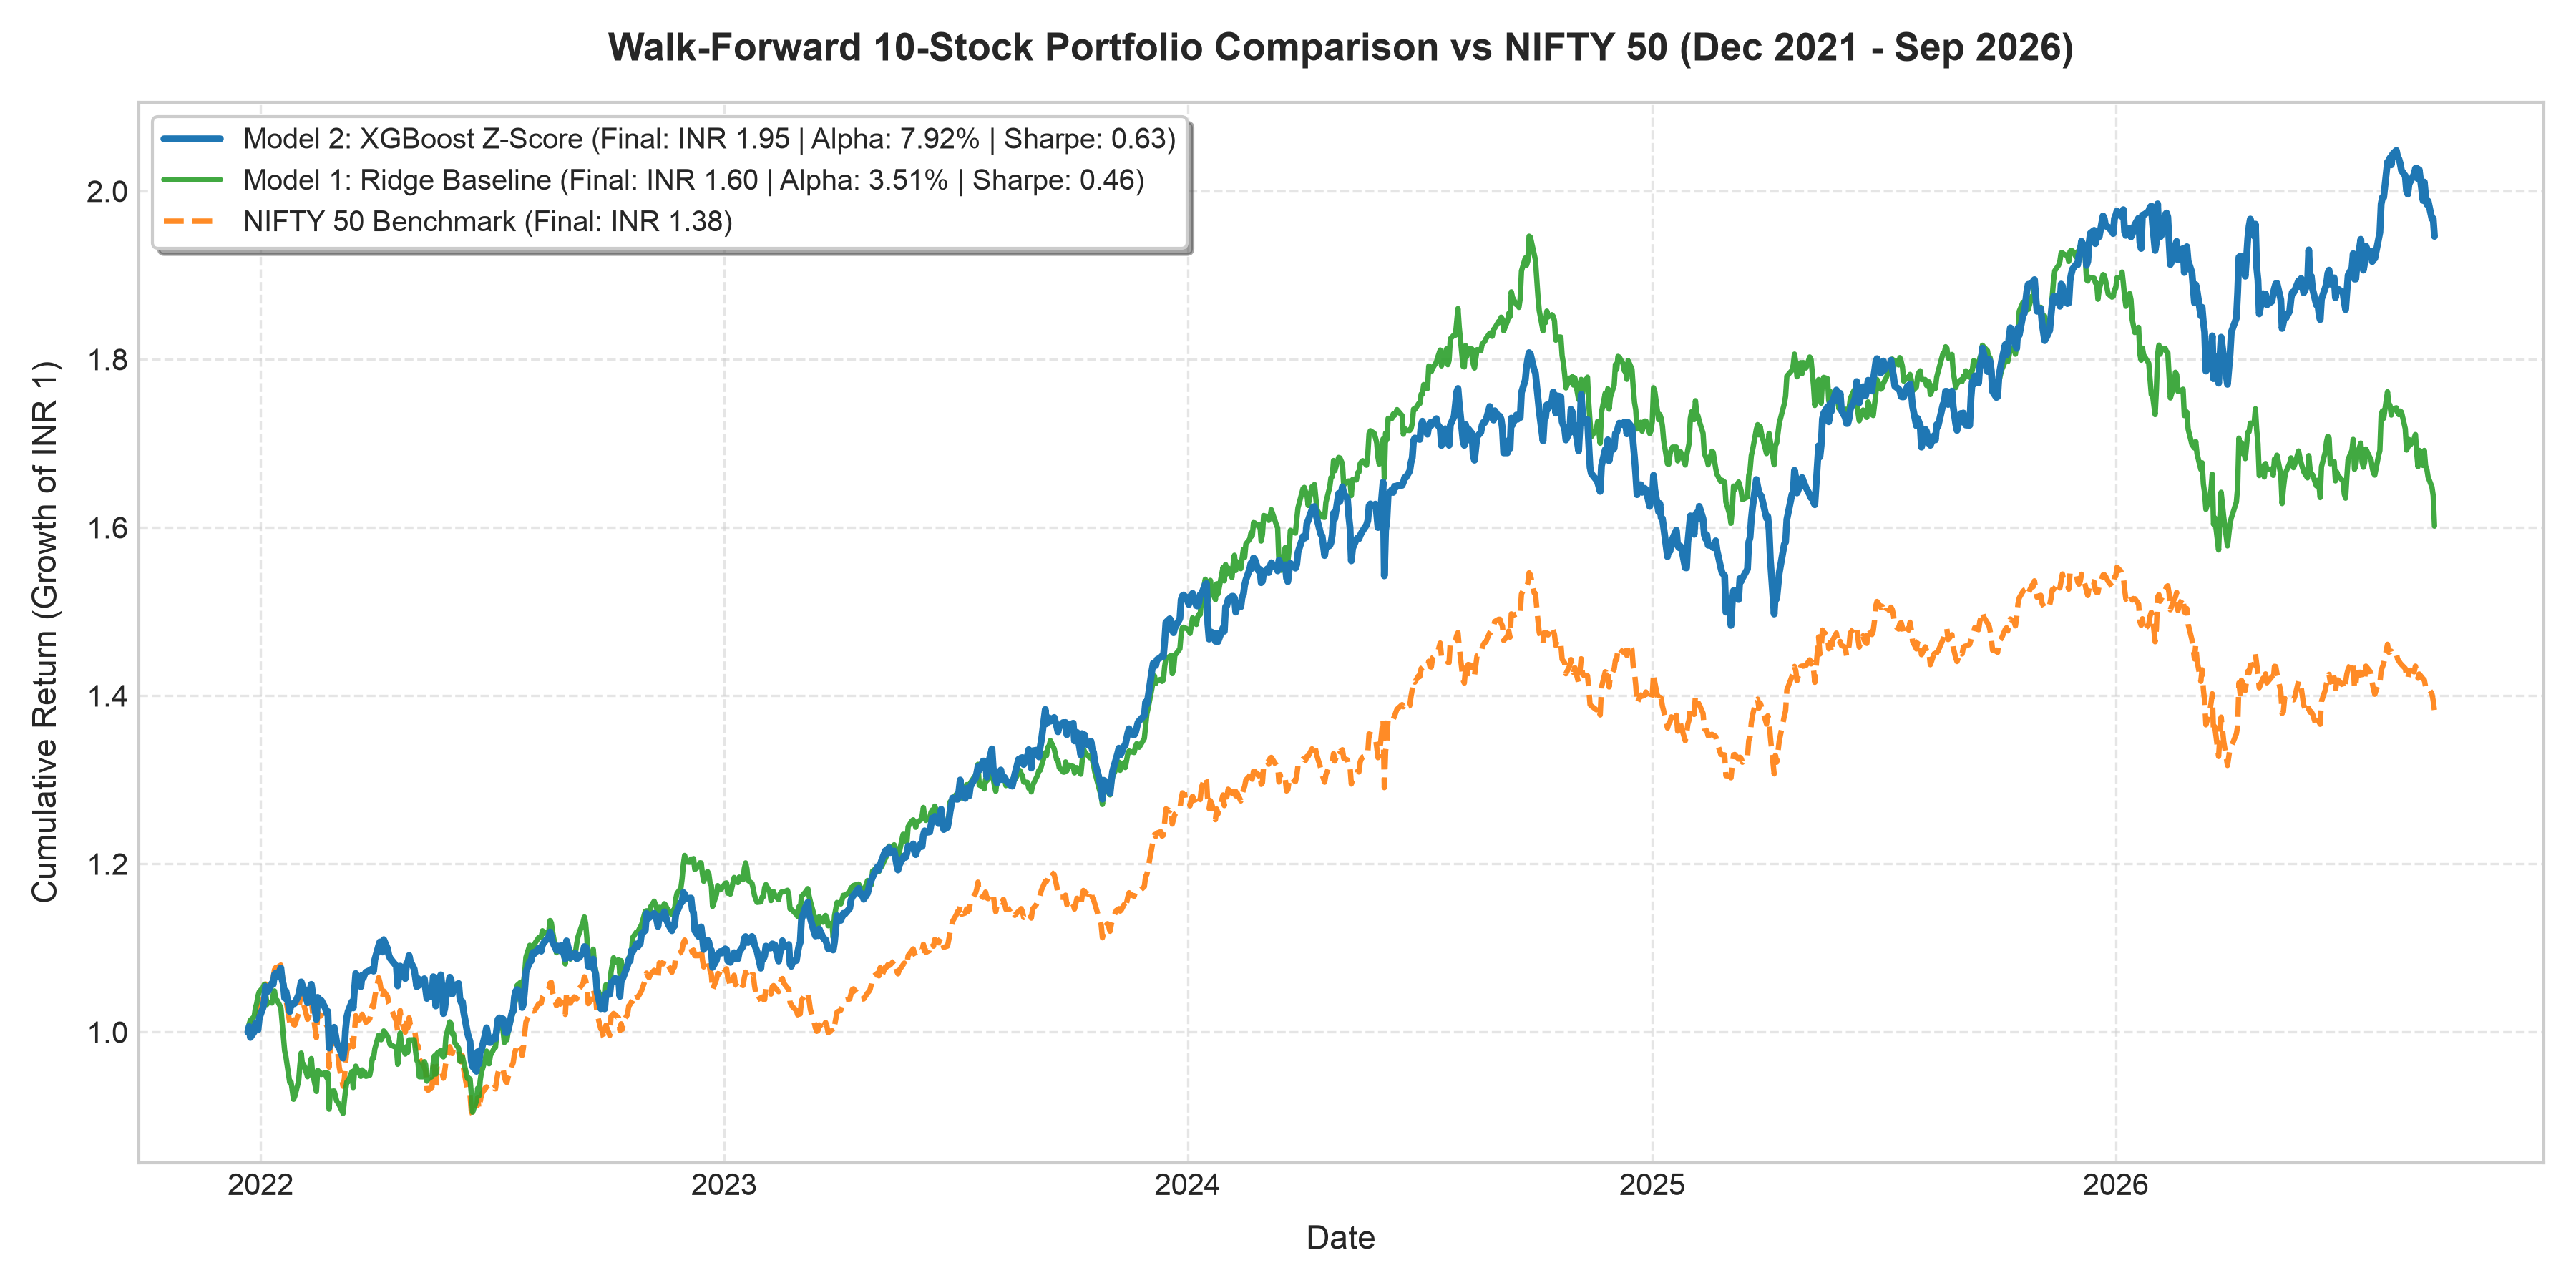 Walk-Forward 10-Stock Portfolio Comparison vs NIFTY 50 (Dec 2021 - Sep 2026)
Model 2: XGBoost Z-Score (Final: INR 1.95 | Alpha: 7.92% | Sharpe: 0.63)
Model 1: Ridge Baseline (Final: INR 1.60 | Alpha: 3.51% | Sharpe: 0.46)
NIFTY 50 Benchmark (Final: INR 1.38)
Cumulative Return (Growth of INR 1)
2.0
1.8
1.6
1.4
1.2
1.0
2022 2023 2024 2025 2026
Date